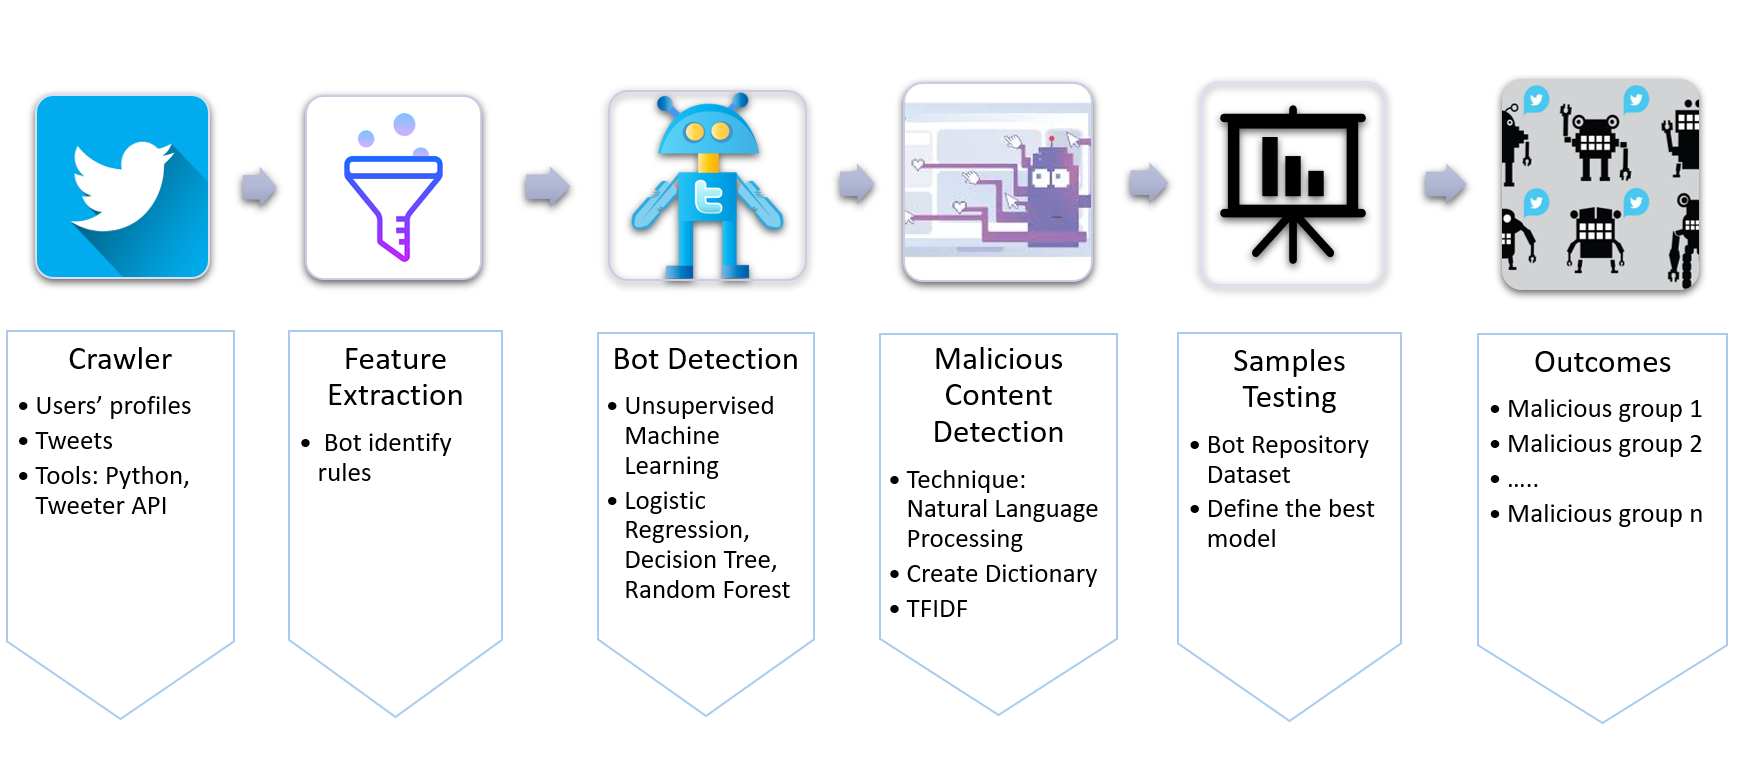 Crawler
• Users’ profiles
• Tweets
• Tools: Python,
Tweeter API
Feature
Extraction
• Bot identify
rules
Bot Detection
• Unsupervised
Machine
Learning
• Logistic
Regression,
Decision Tree,
Random Forest
Malicious
Content
Detection
• Technique:
Natural Language
Processing
• Create Dictionary
• TFIDF
Samples
Testing
• Bot Repository
Dataset
• Define the best
model
Outcomes
• Malicious group 1
• Malicious group 2
• .....
• Malicious group n